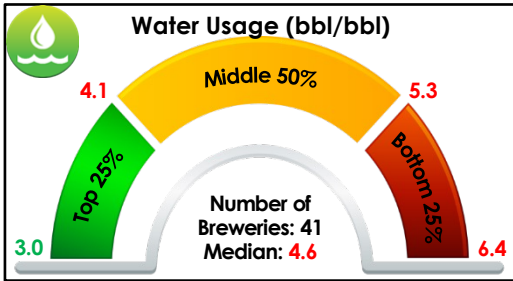 Water Usage (bbl/bbl)
Middle 50%
4.1
5.3
Top 25%
Bottom 25%
Number of
Breweries: 41
Median: 4.6
3.0
6.4